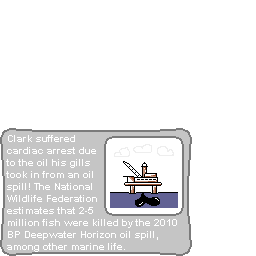 Clark suffered
cardiac arrest due
to the oil his gills
took in from an oil
spill! The National
Wildlife Federation
estimates that 2-5
million fish were killed by the 2010
BP Deepwater Horizon oil spill,
among other marine life.